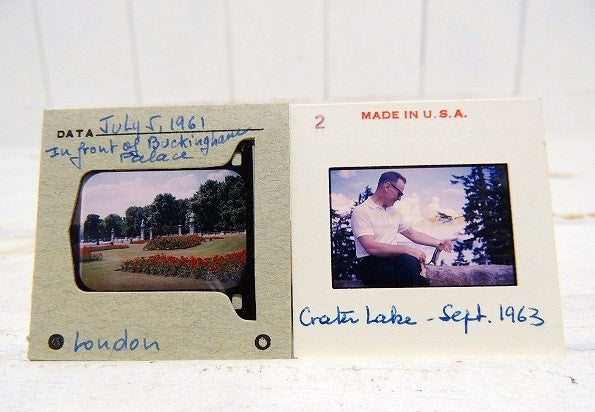 DATA July 5, 1961
In front of Buckingham
Palace
London
2
MADE IN U.S.A.
Crater Lake - Sept. 1963